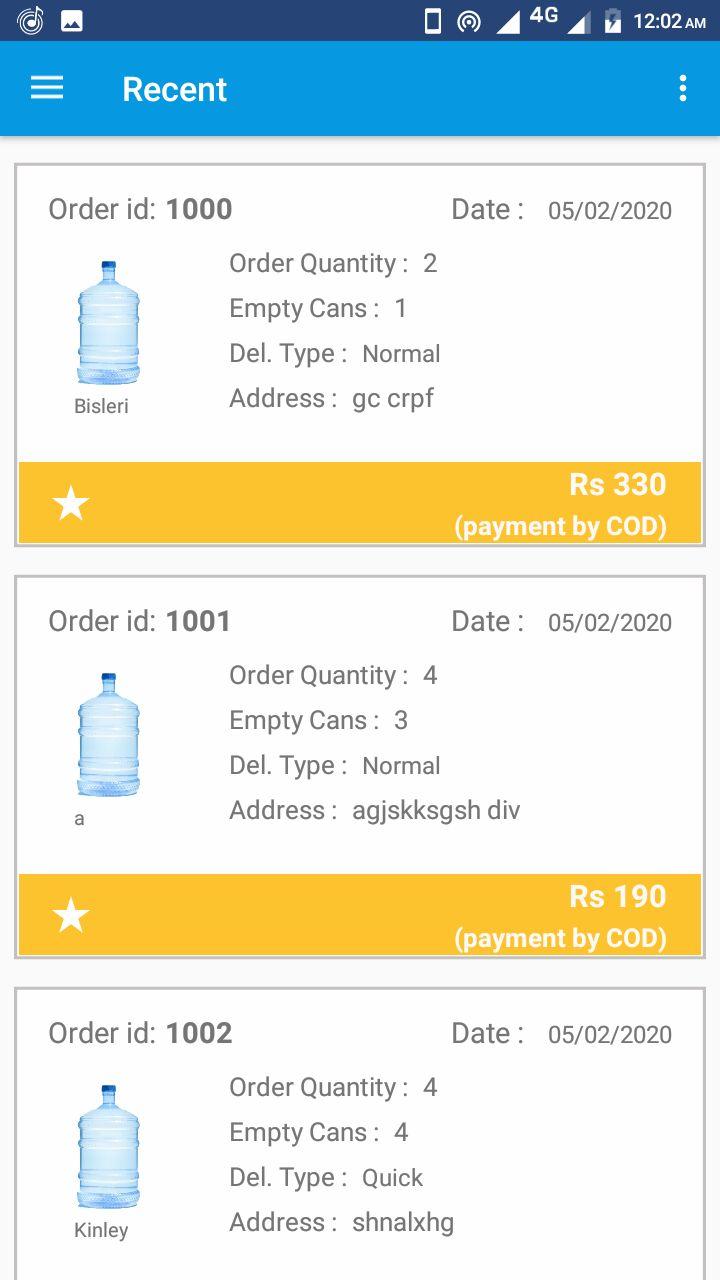 4G 12:02 AM
Recent
Order id: 1000 Date : 05/02/2020
Order Quantity : 2
Empty Cans : 1
Del. Type : Normal
Address : gc crpf
Bisleri
Rs 330
(payment by COD)
Order id: 1001 Date : 05/02/2020
Order Quantity : 4
Empty Cans : 3
Del. Type : Normal
Address : agjskksgsh div
a
Rs 190
(payment by COD)
Order id: 1002 Date : 05/02/2020
Order Quantity : 4
Empty Cans : 4
Del. Type : Quick
Address : shnalxhg
Kinley